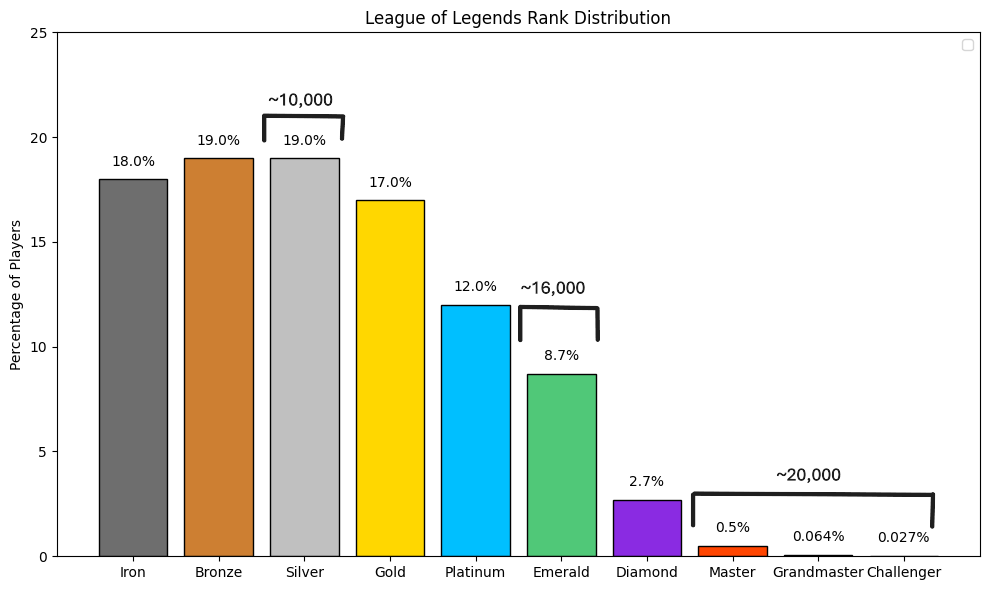 League of Legends Rank Distribution
25
20
15
10
5
0
Percentage of Players
~10,000
18.0%
19.0%
19.0%
17.0%
12.0%
~16,000
8.7%
2.7%
~20,000
0.5%
0.064%
0.027%
Iron
Bronze
Silver
Gold
Platinum
Emerald
Diamond
Master
Grandmaster
Challenger